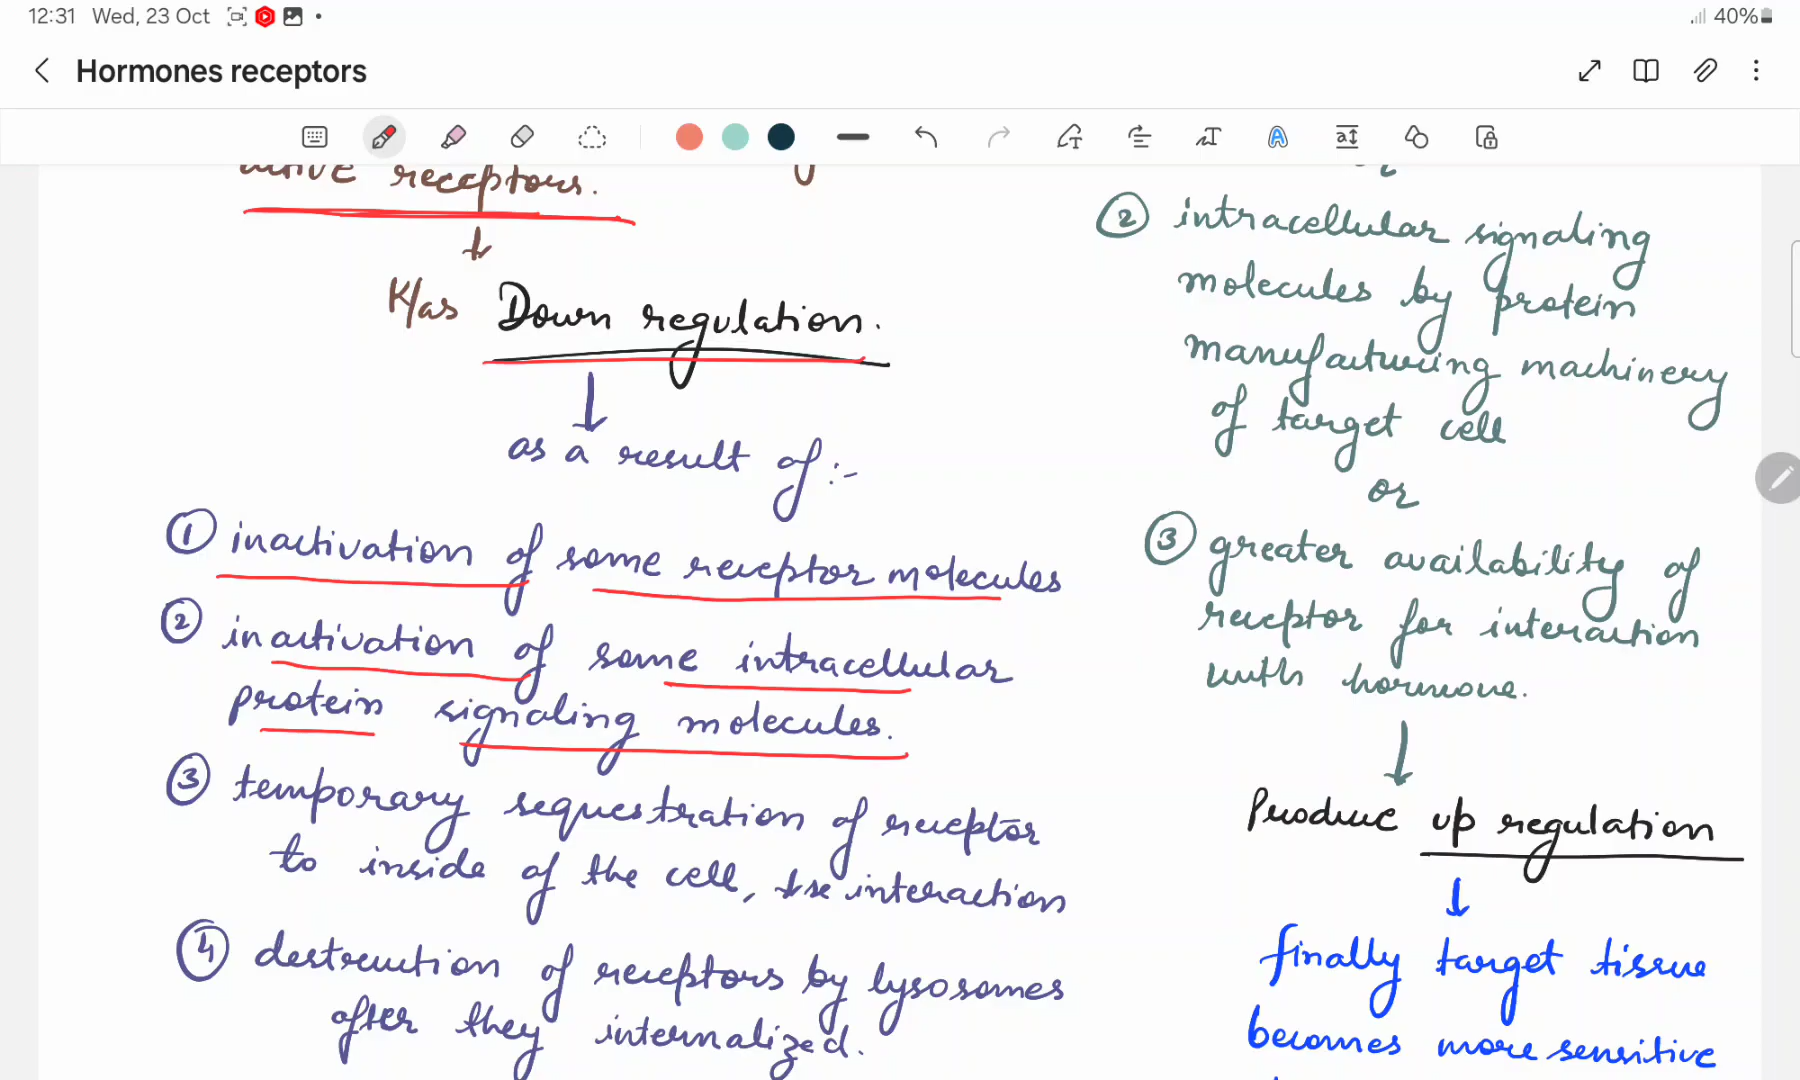 12:31 Wed, 23 Oct
40%
Hormones receptors
active receptors.
K/as Down regulation.
as a result of :-
① inactivation of some receptor molecules
② inactivation of some intracellular
protein signaling molecules.
③ temporary sequestration of receptor
to inside of the cell, interaction
④ destruction of receptors by lysosomes
after they internalized.
② intracellular signaling
molecules by protein
manufacturing machinery
of target cell
or
③ greater availability of
receptor for interaction
with hormone.
Produce up regulation
finally target tissue
becomes more sensitive